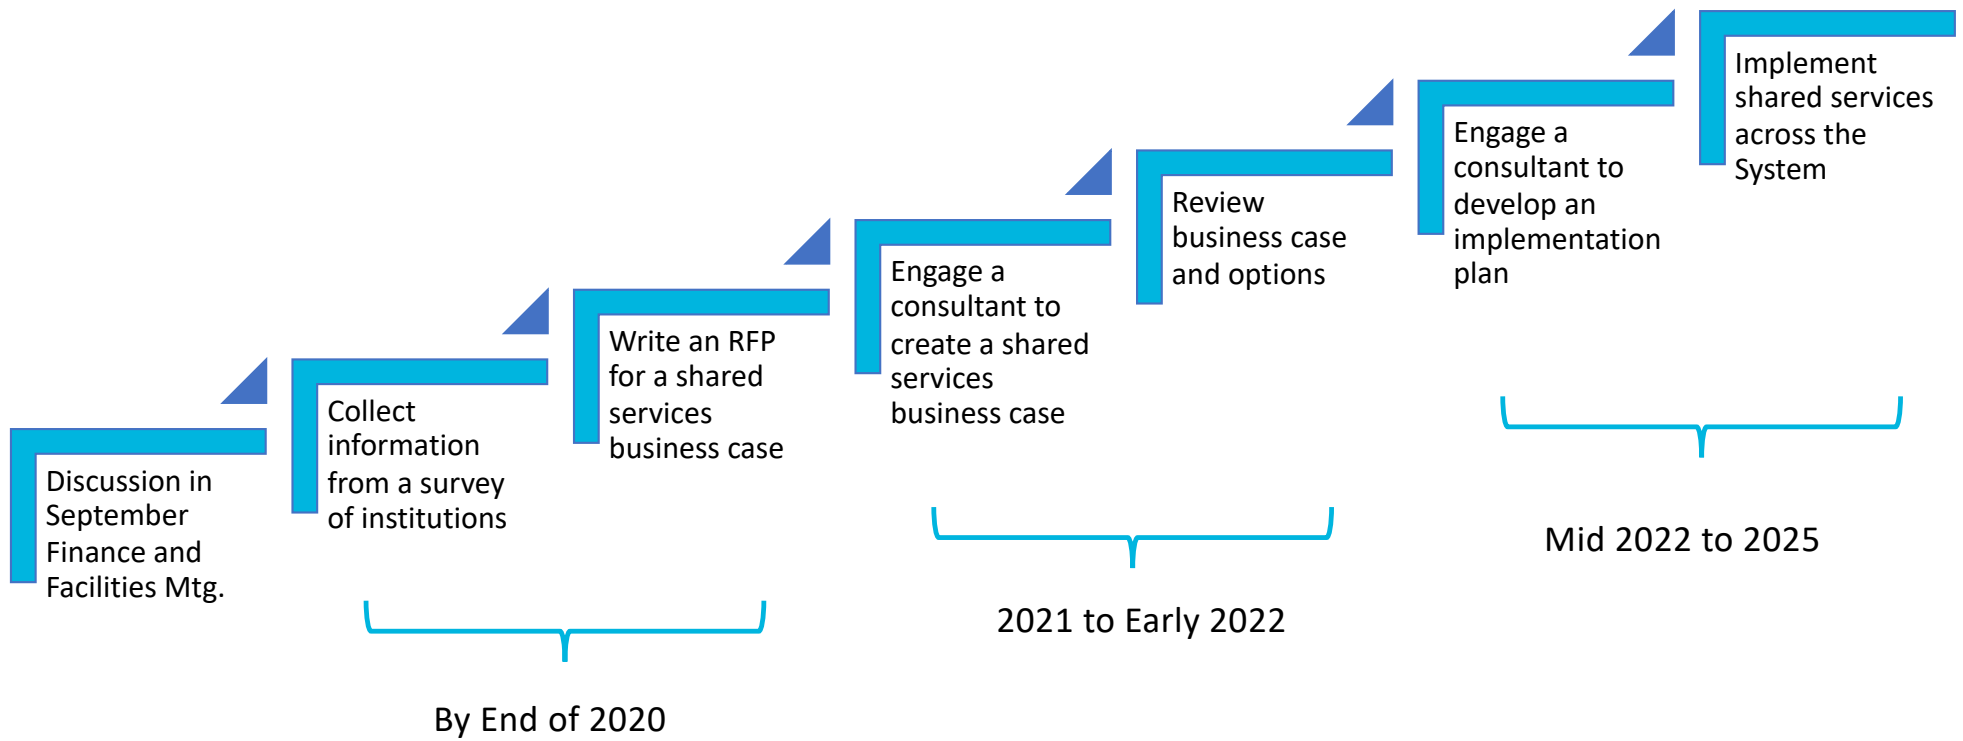 Discussion in
September
Finance and
Facilities Mtg.
Collect
information
from a survey
of institutions
Write an RFP
for a shared
services
business case
Engage a
consultant to
create a shared
services
business case
Review
business case
and options
Engage a
consultant to
develop an
implementation
plan
Implement
shared services
across the
System
By End of 2020
2021 to Early 2022
Mid 2022 to 2025